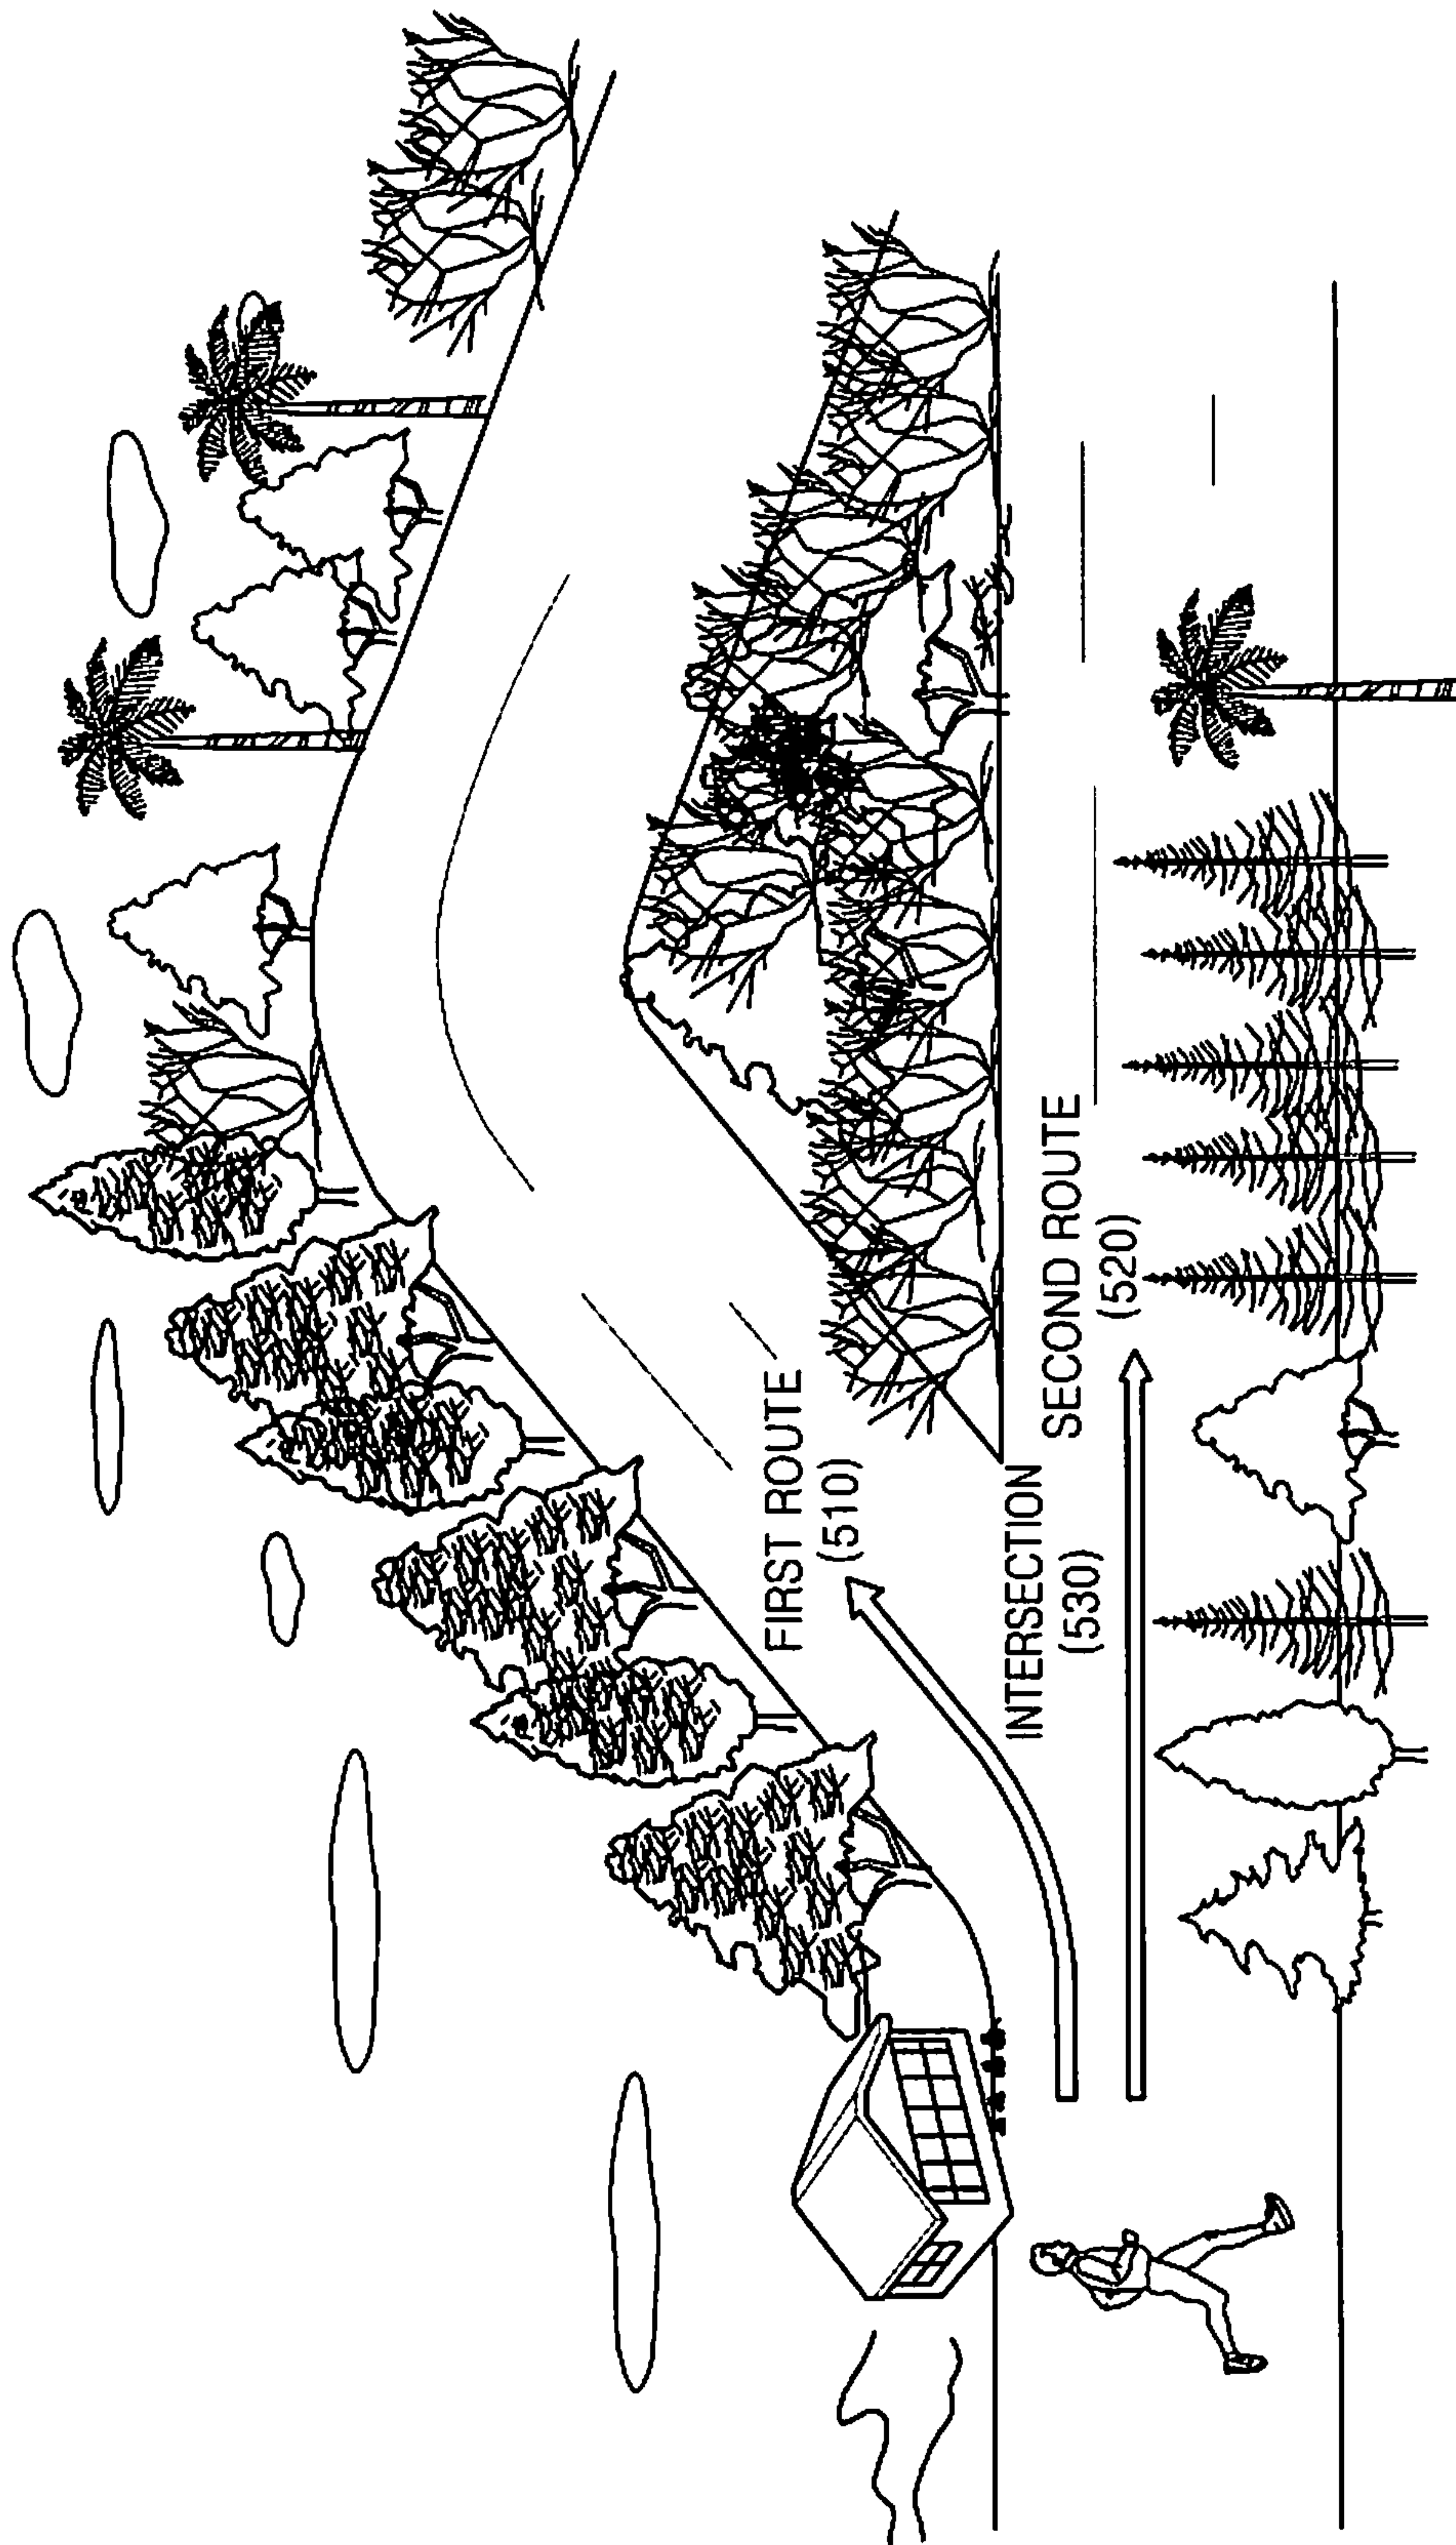 FIRST ROUTE
(510)
INTERSECTION
(530)
SECOND ROUTE
(520)